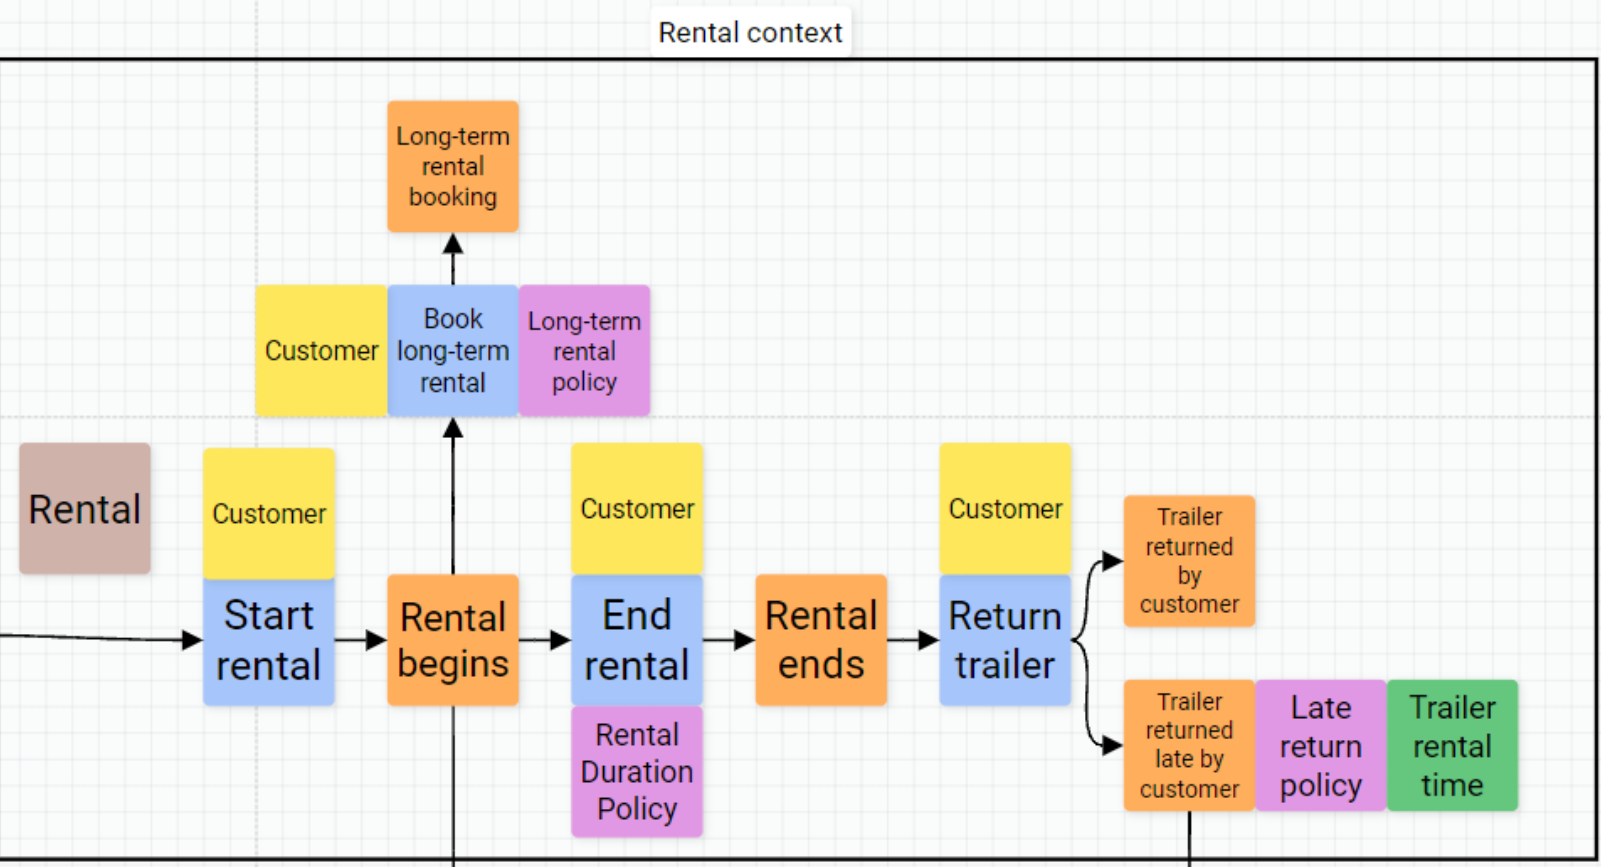 Rental context
Long-term
rental
booking
Customer
Book
long-term
rental
Long-term
rental
policy
Rental
Customer
Start
rental
Rental
begins
Customer
End
rental
Rental
Duration
Policy
Rental
ends
Customer
Return
trailer
Trailer
returned
by
customer
Trailer
returned
late by
customer
Late
return
policy
Trailer
rental
time